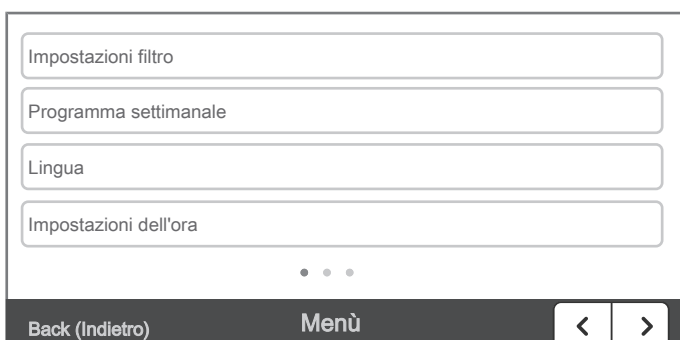 Impostazioni filtro
Programma settimanale
Lingua
Impostazioni dell'ora
Back (Indietro) Menù